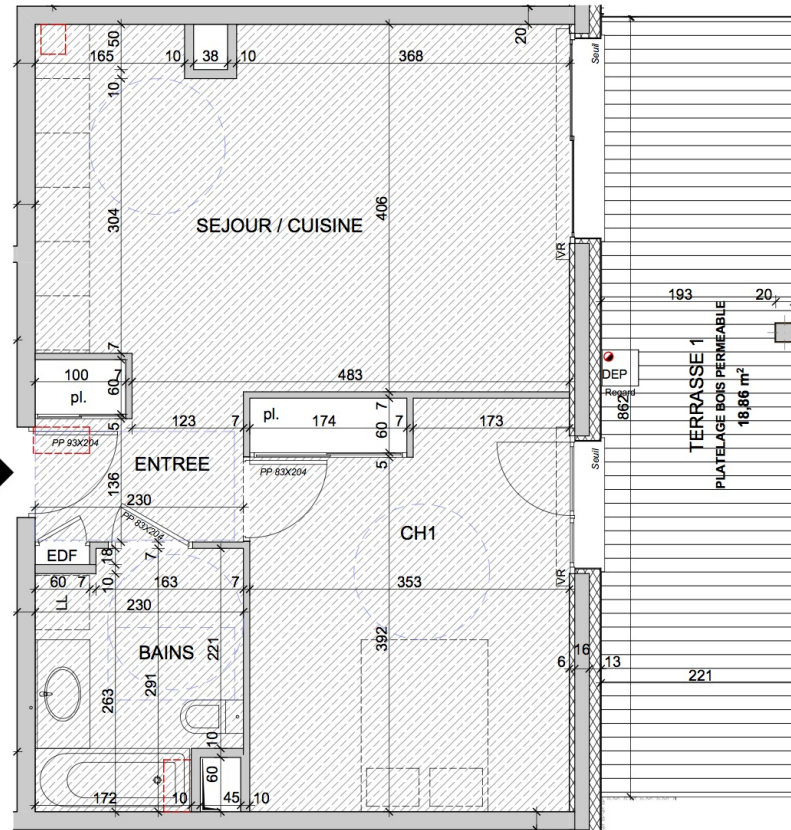 50
20
Seuil
165
10
38
10
368
10
304
406
SEJOUR / CUISINE
VR
193
20
7
100
7
60
pl.
483
DEP
Regard
862
TERRASSE 1
PLATELAGE BOIS PERMEABLE
18,86 m²
5
123
7
pl.
174
7
7
60
173
PP 93X204
ENTREE
136
5
PP 83X204
Seuil
230
PP 83X204
CH1
EDF
18
7
60
7
10
163
7
353
VR
LL
230
BAINS
221
392
6
16
13
291
263
221
10
60
172
10
45
10